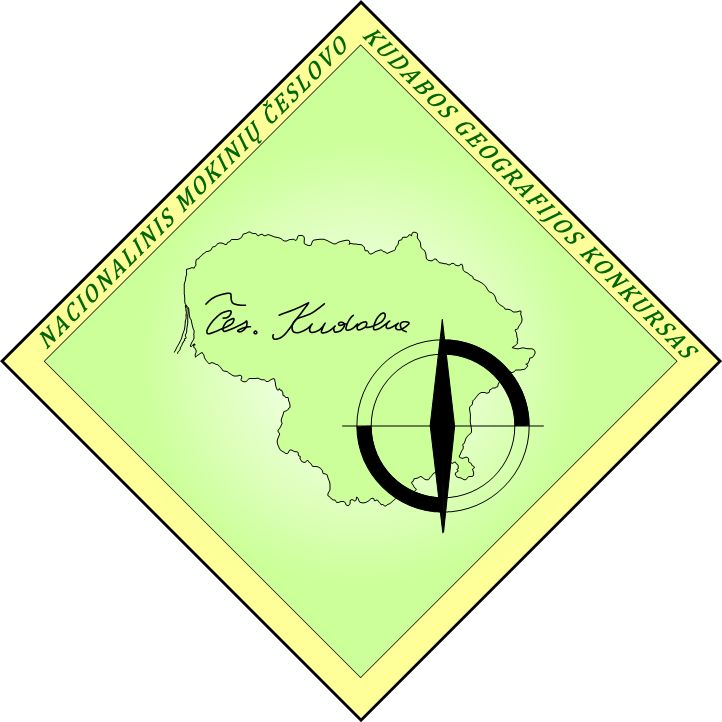 NACIONALINIS MOKINIŲ ČESLOVO
KUDABOS GEOGRAFIJOS KONKURSAS
Čes. Kudaba